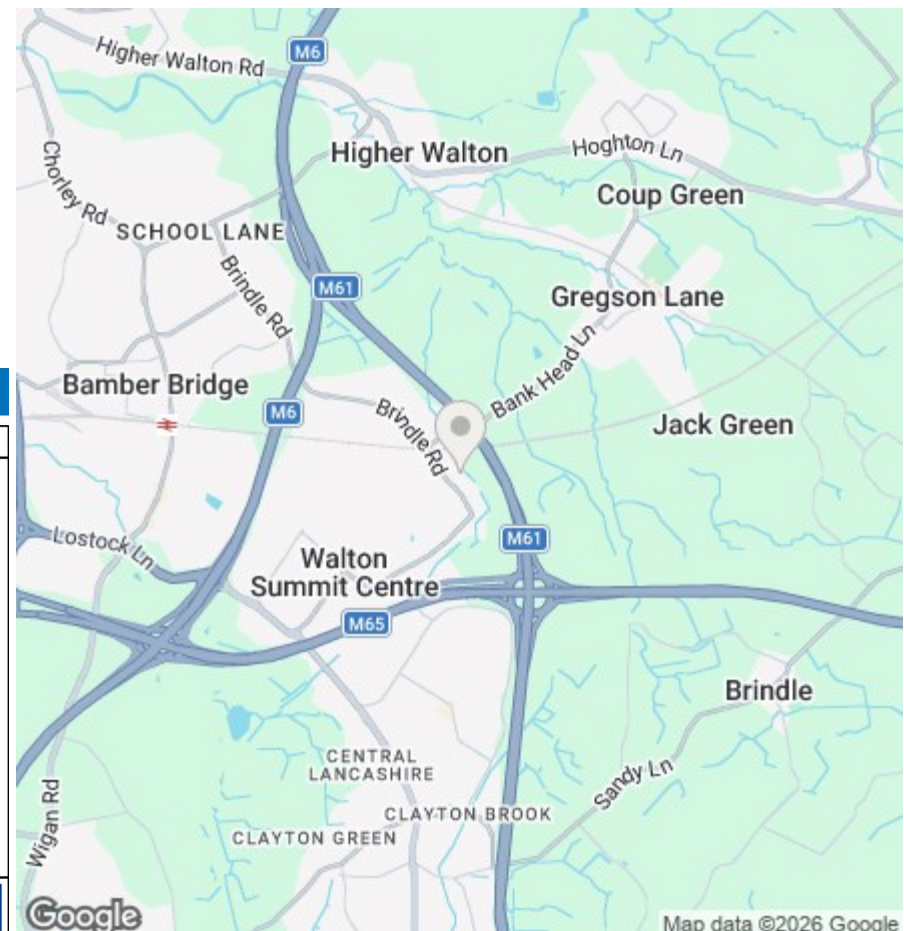 M6
Higher Walton Rd
Higher Walton
Hoghton Ln
Coup Green
Chorley Rd
SCHOOL LANE
Brindle Rd
M61
Gregson Lane
Bank Head Ln
Bamber Bridge
M6
Brindle Rd
Jack Green
Lostock Ln
M61
Walton
Summit Centre
M65
Brindle
CENTRAL
LANCASHIRE
Sandy Ln
Wigan Rd
CLAYTON BROOK
CLAYTON GREEN
Google
Map data ©2026 Google